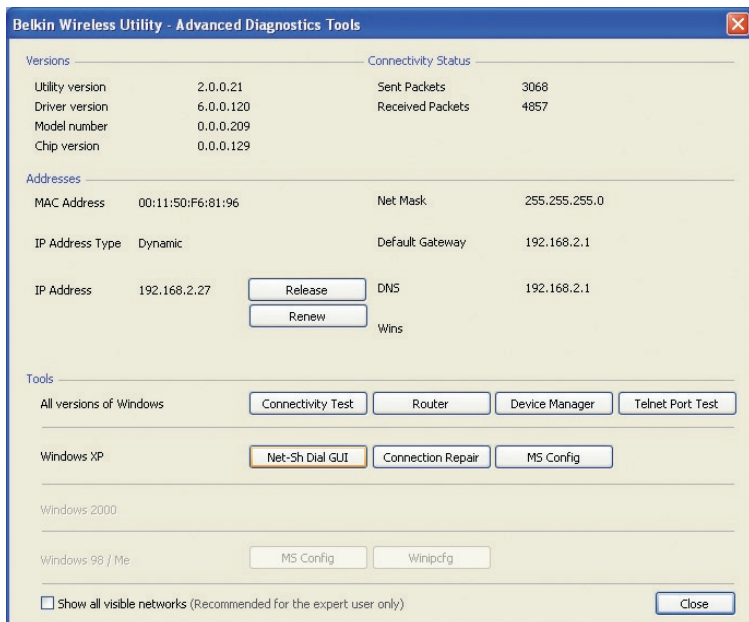 Belkin Wireless Utility - Advanced Diagnostics Tools
Versions
Utility version 2.0.0.21
Driver version 6.0.0.120
Model number 0.0.0.209
Chip version 0.0.0.129
Connectivity Status
Sent Packets 3068
Received Packets 4857
Addresses
MAC Address 00:11:50:F6:81:96
IP Address Type Dynamic
IP Address 192.168.2.27 Release
Renew
Net Mask 255.255.255.0
Default Gateway 192.168.2.1
DNS 192.168.2.1
Wins
Tools
All versions of Windows Connectivity Test Router Device Manager Telnet Port Test
Windows XP Net-Sh Dial GUI Connection Repair MS Config
Windows 2000
Windows 98 / Me MS Config Winipcfg
Show all visible networks (Recommended for the expert user only) Close